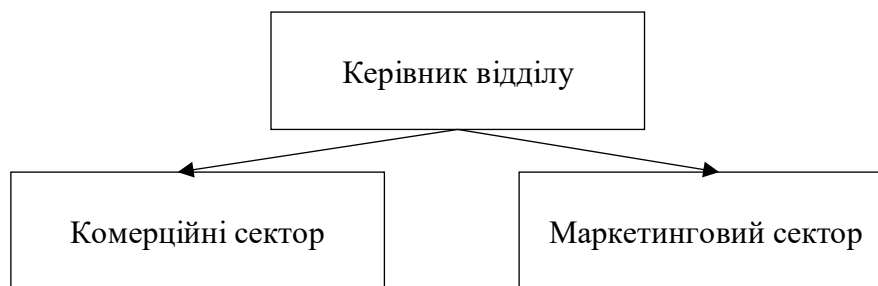 Керівник відділу
Комерційні сектор
Маркетинговий сектор